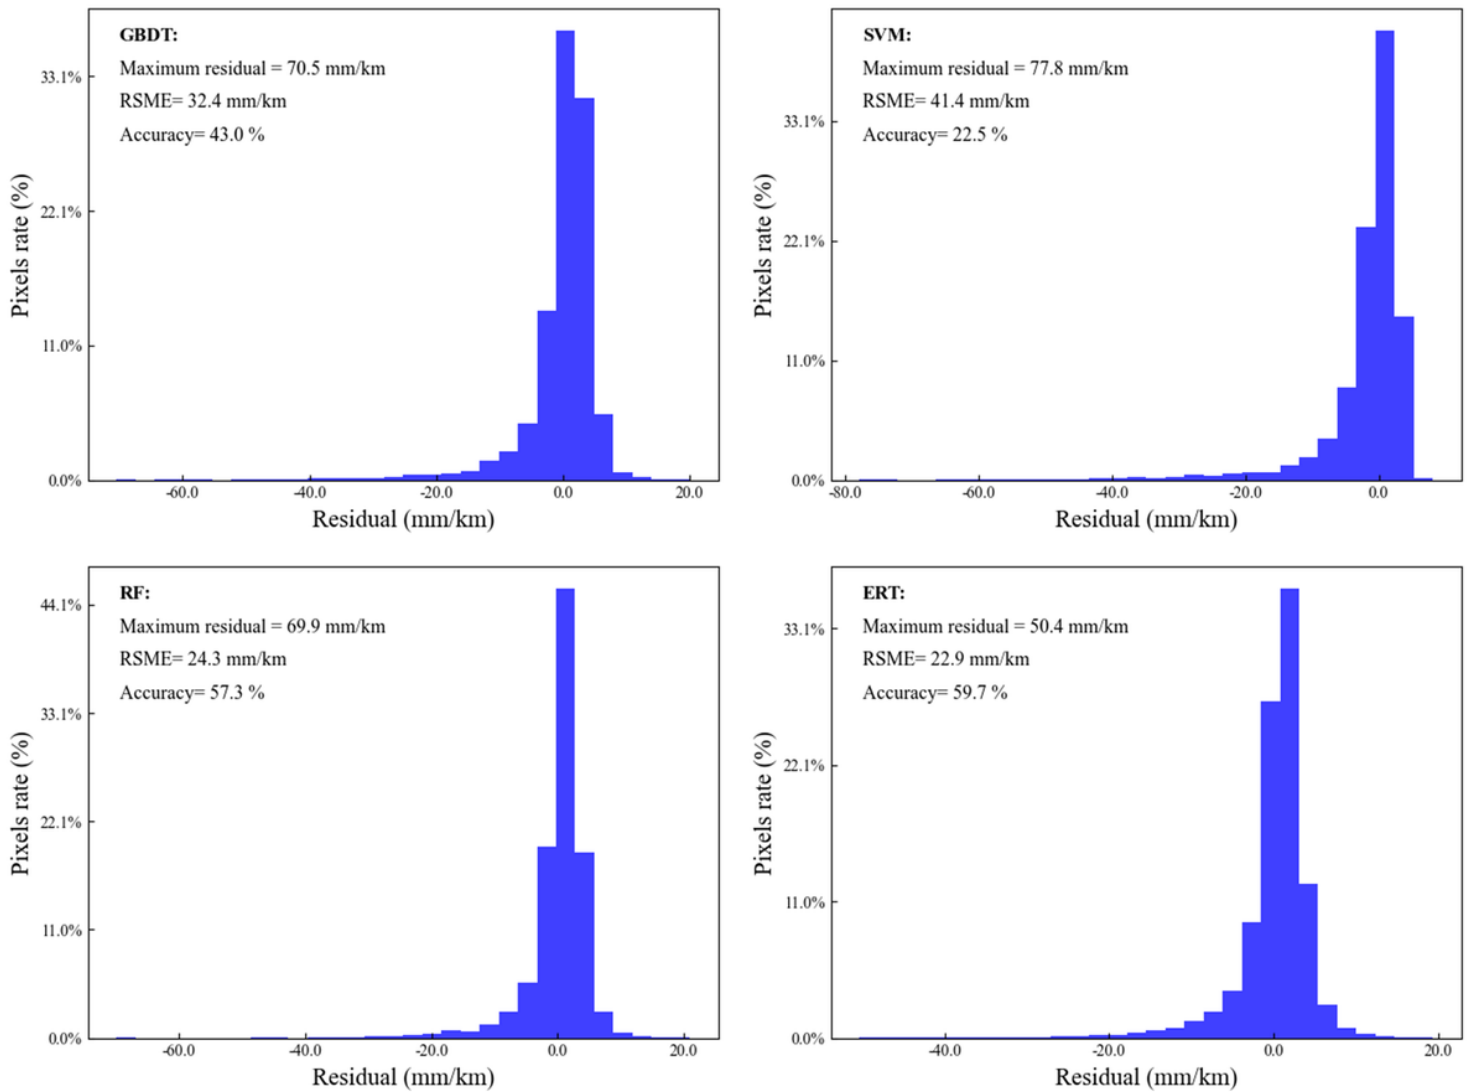 GBDT:
Maximum residual = 70.5 mm/km
RSME= 32.4 mm/km
Accuracy= 43.0 %
Pixels rate (%)
33.1%
22.1%
11.0%
0.0%
-60.0 -40.0 -20.0 0.0 20.0
Residual (mm/km)
SVM:
Maximum residual = 77.8 mm/km
RSME= 41.4 mm/km
Accuracy= 22.5 %
Pixels rate (%)
33.1%
22.1%
11.0%
0.0%
-80.0 -60.0 -40.0 -20.0 0.0
Residual (mm/km)
RF:
Maximum residual = 69.9 mm/km
RSME= 24.3 mm/km
Accuracy= 57.3 %
Pixels rate (%)
44.1%
33.1%
22.1%
11.0%
0.0%
-60.0 -40.0 -20.0 0.0 20.0
Residual (mm/km)
ERT:
Maximum residual = 50.4 mm/km
RSME= 22.9 mm/km
Accuracy= 59.7 %
Pixels rate (%)
33.1%
22.1%
11.0%
0.0%
-40.0 -20.0 0.0 20.0
Residual (mm/km)